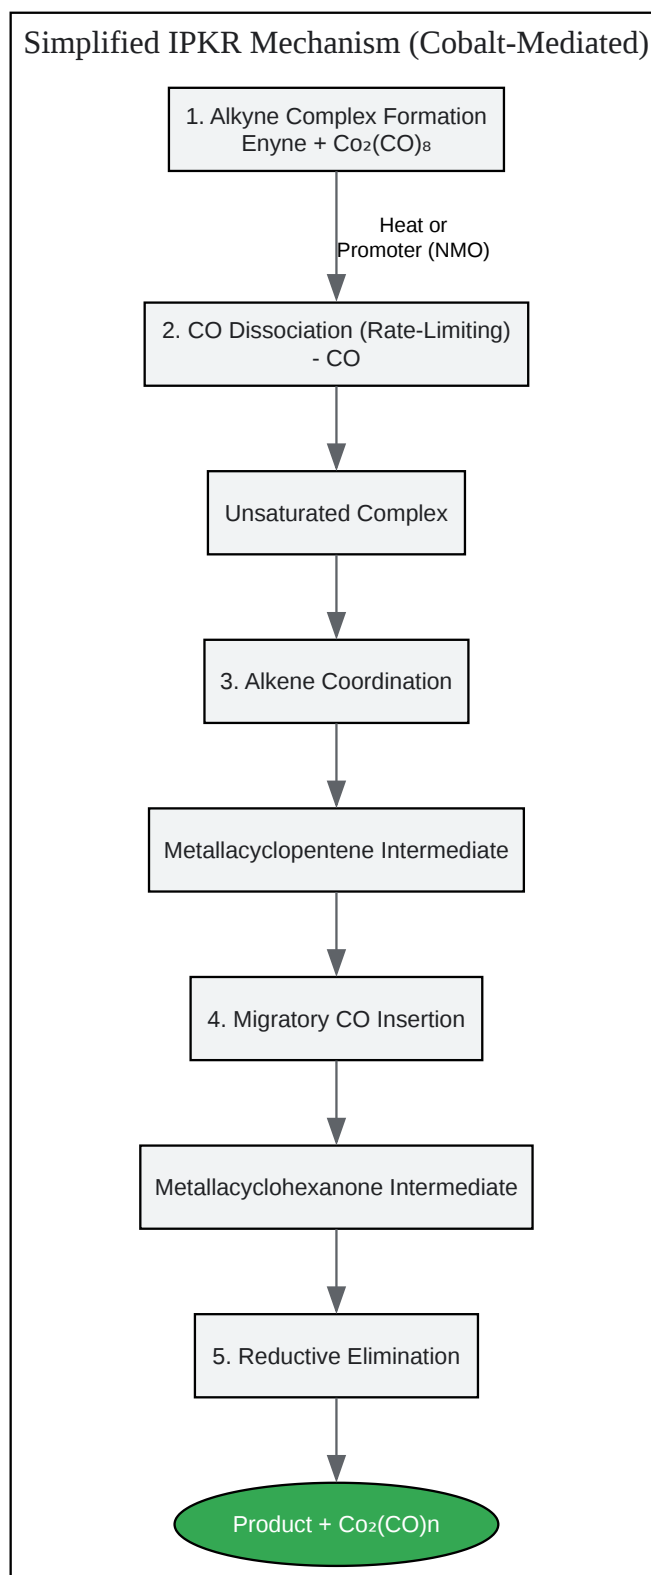 Simplified IPKR Mechanism (Cobalt-Mediated)
1. Alkyne Complex Formation
Enyne + Co₂(CO)₈
Heat or
Promoter (NMO)
2. CO Dissociation (Rate-Limiting)
- CO
Unsaturated Complex
3. Alkene Coordination
Metallacyclopentene Intermediate
4. Migratory CO Insertion
Metallacyclohexanone Intermediate
5. Reductive Elimination
Product + Co₂(CO)n